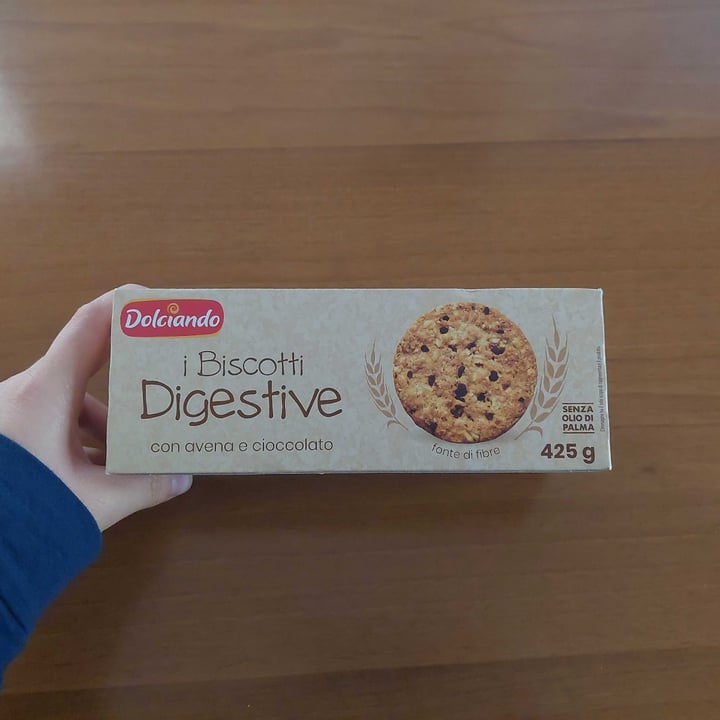 Dolciando
i Biscotti
Digestive
con avena e cioccolato
fonte di fibre
SENZA
OLIO DI
PALMA
425 g